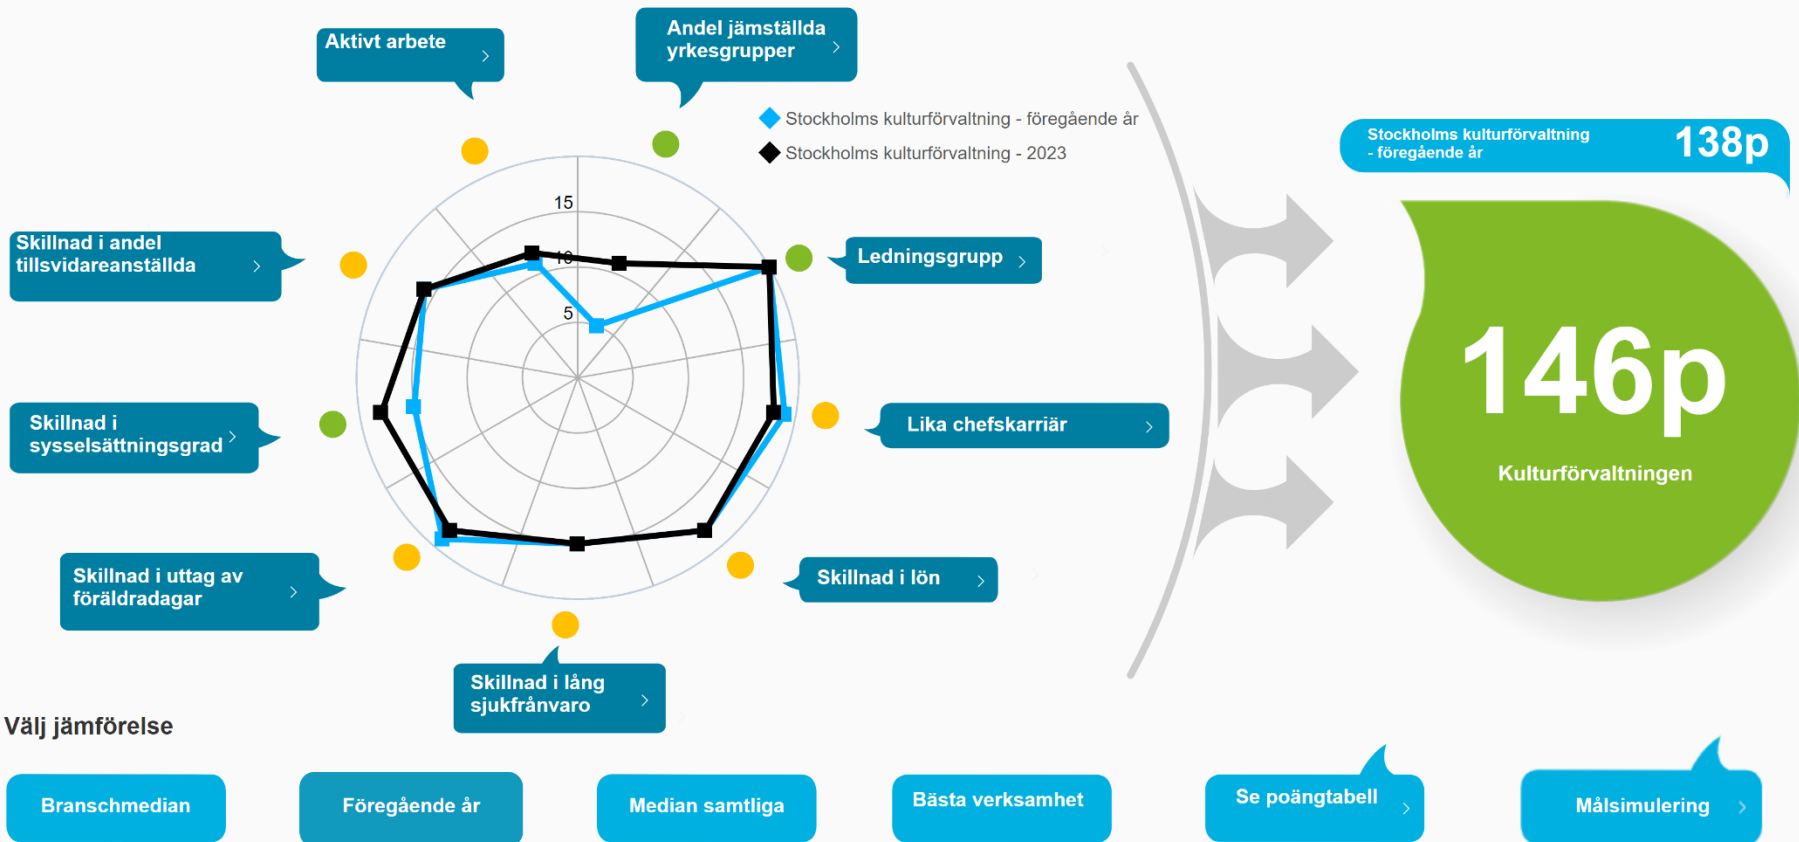 Aktivt arbete
Andel jämställda
yrkesgrupper
Stockholms kulturförvaltning - föregående år
Stockholms kulturförvaltning - 2023
Stockholms kulturförvaltning
- föregående år
138p
15
10
5
Skillnad i andel
tillsvidareanställda
Ledningsgrupp
Skillnad i
sysselsättningsgrad
Lika chefskarriär
146p
Kulturförvaltningen
Skillnad i uttag av
föräldradagar
Skillnad i lön
Skillnad i lång
sjukfrånvaro
Välj jämförelse
Branschmedian
Föregående år
Median samtliga
Bästa verksamhet
Se poängtabell
Målsimulering